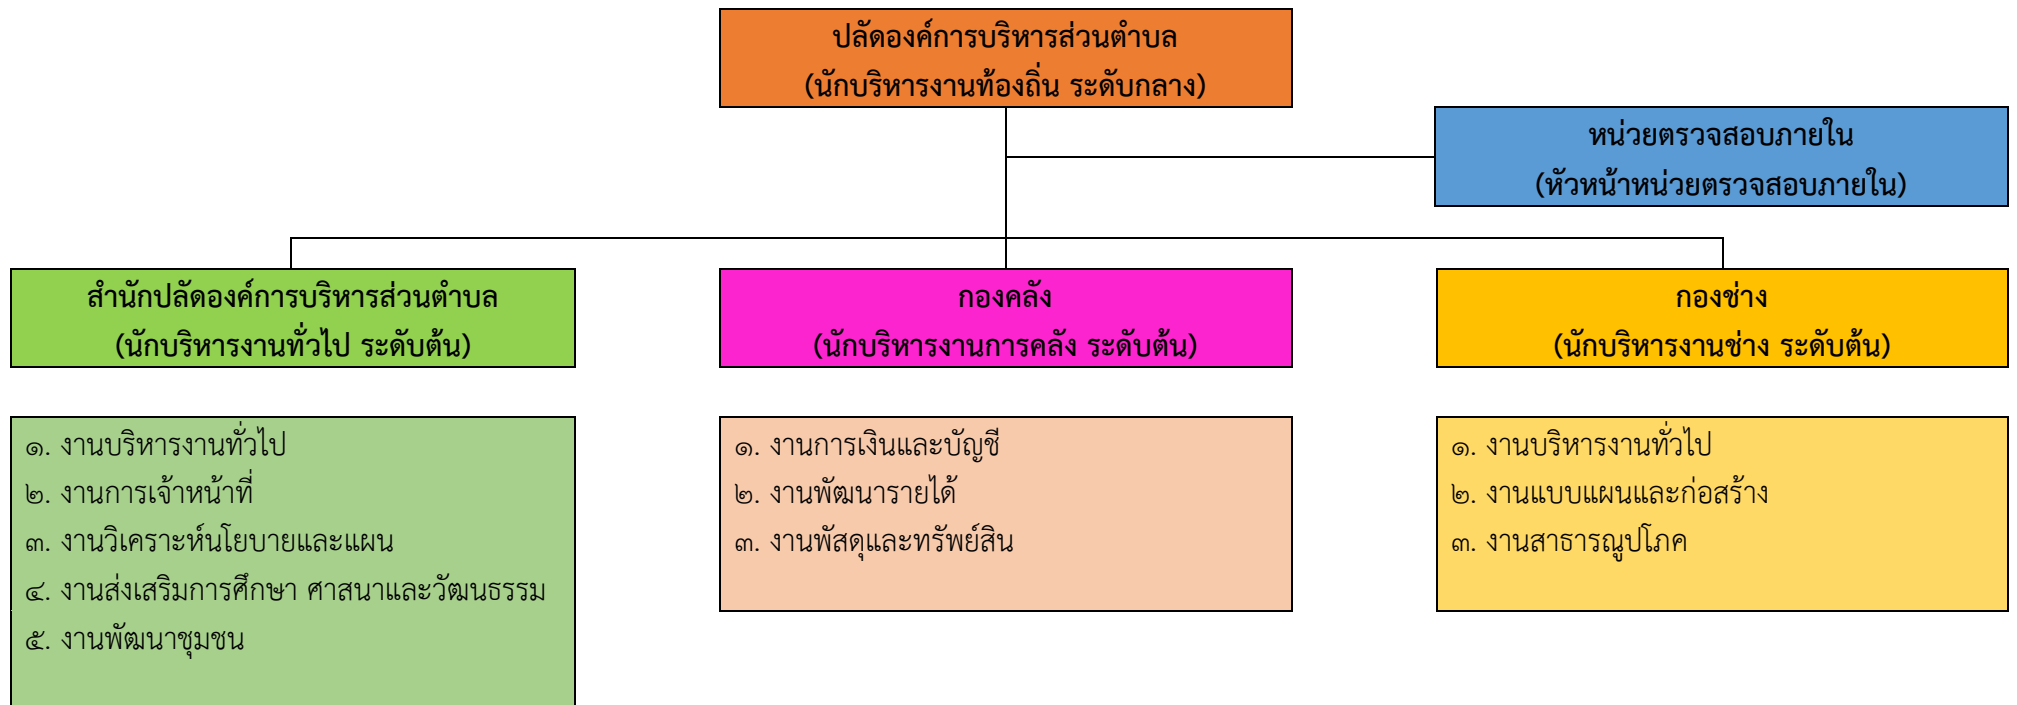 ปลัดองค์การบริหารส่วนตำบล
(นักบริหารงานท้องถิ่น ระดับกลาง)
หน่วยตรวจสอบภายใน
(หัวหน้าหน่วยตรวจสอบภายใน)
สำนักปลัดองค์การบริหารส่วนตำบล
(นักบริหารงานทั่วไป ระดับต้น)
กองคลัง
(นักบริหารงานการคลัง ระดับต้น)
กองช่าง
(นักบริหารงานช่าง ระดับต้น)
๑. งานบริหารงานทั่วไป
๒. งานการเจ้าหน้าที่
๓. งานวิเคราะห์นโยบายและแผน
๔. งานส่งเสริมการศึกษา ศาสนาและวัฒนธรรม
๕. งานพัฒนาชุมชน
๑. งานการเงินและบัญชี
๒. งานพัฒนารายได้
๓. งานพัสดุและทรัพย์สิน
๑. งานบริหารงานทั่วไป
๒. งานแบบแผนและก่อสร้าง
๓. งานสาธารณูปโภค